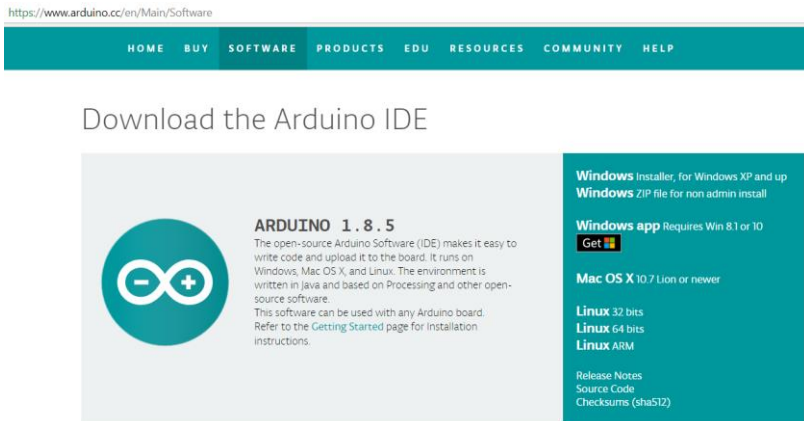 https://www.arduino.cc/en/Main/Software
HOME BUY SOFTWARE PRODUCTS EDU RESOURCES COMMUNITY HELP
Download the Arduino IDE
ARDUINO 1.8.5
The open-source Arduino Software (IDE) makes it easy to
write code and upload it to the board. It runs on
Windows, Mac OS X, and Linux. The environment is
written in Java and based on Processing and other open-
source software.
This software can be used with any Arduino board.
Refer to the Getting Started page for Installation
instructions.
Windows Installer, for Windows XP and up
Windows ZIP file for non admin install
Windows app Requires Win 8.1 or 10
Get
Mac OS X 10.7 Lion or newer
Linux 32 bits
Linux 64 bits
Linux ARM
Release Notes
Source Code
Checksums (sha512)